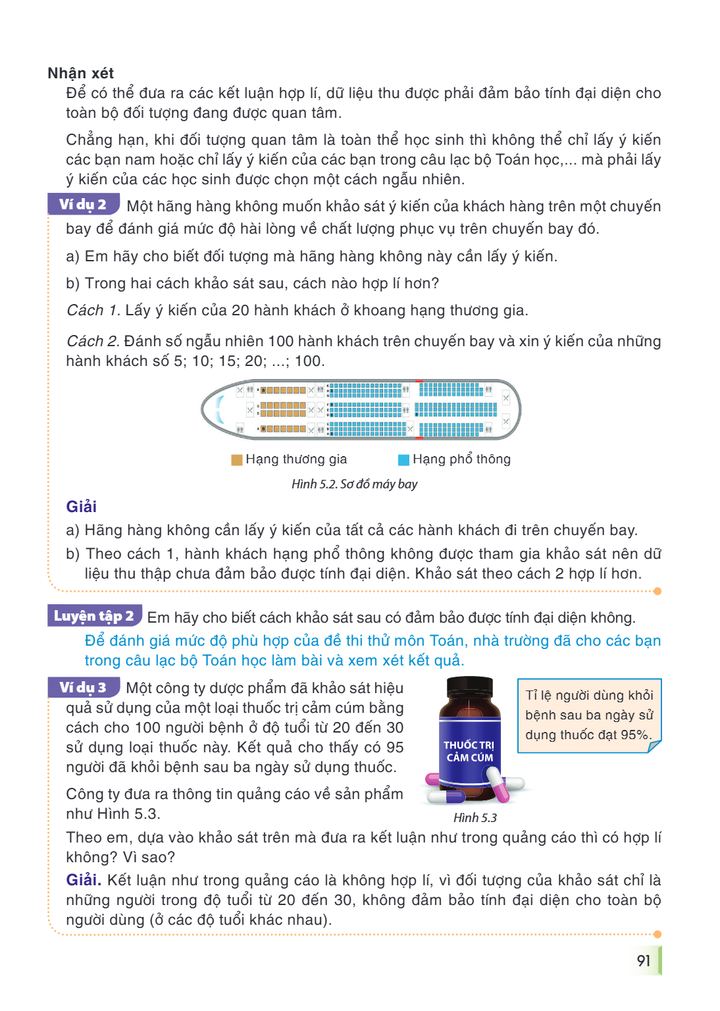 Nhận xét
Để có thể đưa ra các kết luận hợp lí, dữ liệu thu được phải đảm bảo tính đại diện cho
toàn bộ đối tượng đang được quan tâm.
Chẳng hạn, khi đối tượng quan tâm là toàn thể học sinh thì không thể chỉ lấy ý kiến
các bạn nam hoặc chỉ lấy ý kiến của các bạn trong câu lạc bộ Toán học,... mà phải lấy
ý kiến của các học sinh được chọn một cách ngẫu nhiên.
Ví dụ 2 Một hãng hàng không muốn khảo sát ý kiến của khách hàng trên một chuyến
bay để đánh giá mức độ hài lòng về chất lượng phục vụ trên chuyến bay đó.
a) Em hãy cho biết đối tượng mà hãng hàng không này cần lấy ý kiến.
b) Trong hai cách khảo sát sau, cách nào hợp lí hơn?
Cách 1. Lấy ý kiến của 20 hành khách ở khoang hạng thương gia.
Cách 2. Đánh số ngẫu nhiên 100 hành khách trên chuyến bay và xin ý kiến của những
hành khách số 5; 10; 15; 20; ...; 100.
Hạng thương gia
Hạng phổ thông
Hình 5.2. Sơ đồ máy bay
Giải
a) Hãng hàng không cần lấy ý kiến của tất cả các hành khách đi trên chuyến bay.
b) Theo cách 1, hành khách hạng phổ thông không được tham gia khảo sát nên dữ
liệu thu thập chưa đảm bảo được tính đại diện. Khảo sát theo cách 2 hợp lí hơn.
Luyện tập 2 Em hãy cho biết cách khảo sát sau có đảm bảo được tính đại diện không.
Để đánh giá mức độ phù hợp của đề thi thử môn Toán, nhà trường đã cho các bạn
trong câu lạc bộ Toán học làm bài và xem xét kết quả.
Ví dụ 3 Một công ty dược phẩm đã khảo sát hiệu
quả sử dụng của một loại thuốc trị cảm cúm bằng
cách cho 100 người bệnh ở độ tuổi từ 20 đến 30
sử dụng loại thuốc này. Kết quả cho thấy có 95
người đã khỏi bệnh sau ba ngày sử dụng thuốc.
Công ty đưa ra thông tin quảng cáo về sản phẩm
như Hình 5.3.
THUỐC TRỊ
CẢM CÚM
Tỉ lệ người dùng khỏi
bệnh sau ba ngày sử
dụng thuốc đạt 95%.
Hình 5.3
Theo em, dựa vào khảo sát trên mà đưa ra kết luận như trong quảng cáo thì có hợp lí
không? Vì sao?
Giải. Kết luận như trong quảng cáo là không hợp lí, vì đối tượng của khảo sát chỉ là
những người trong độ tuổi từ 20 đến 30, không đảm bảo tính đại diện cho toàn bộ
người dùng (ở các độ tuổi khác nhau).
91